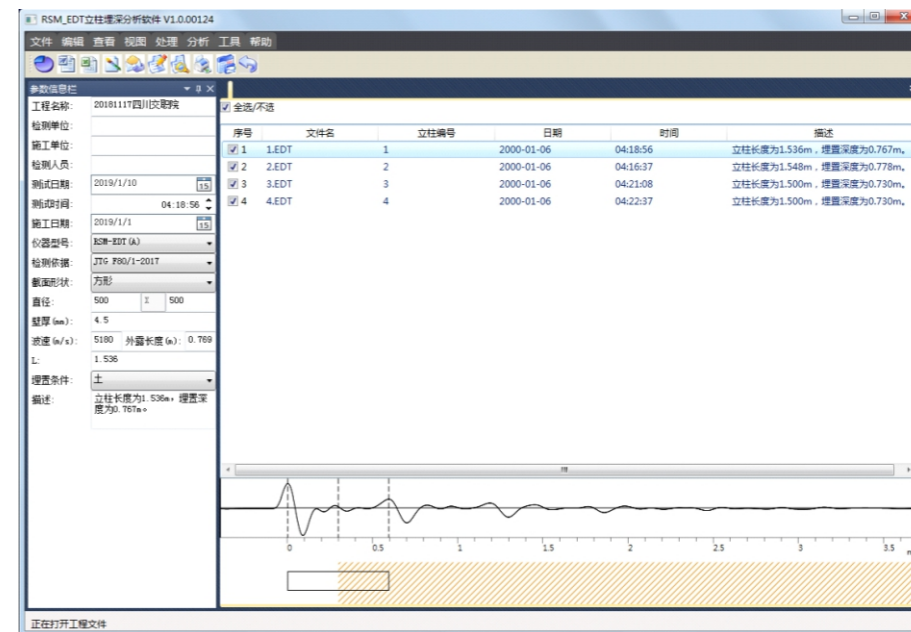 RSM_EDT立柱埋深分析软件 V1.0.00124
文件 编辑 查看 视图 处理 分析 工具 帮助
参数信息栏
工程名称: 20181117四川交职院
检测单位:
施工单位:
检测人员:
测试日期: 2019/1/10 15
测试时间: 04:18:56
施工日期: 2019/1/1 15
仪器型号: RSM-EDT(A)
检测依据: JTG F80/1-2017
截面形状: 方形
直径: 500 X 500
壁厚(mm): 4.5
波速(m/s): 5180 外露长度(m): 0.769
L: 1.536
埋置条件: 土
描述: 立柱长度为1.536m，埋置深
度为0.767m。
全选/不选
序号 文件名 立柱编号 日期 时间 描述
1 1.EDT 1 2000-01-06 04:18:56 立柱长度为1.536m，埋置深度为0.767m。
2 2.EDT 2 2000-01-06 04:16:37 立柱长度为1.548m，埋置深度为0.778m。
3 3.EDT 3 2000-01-06 04:21:08 立柱长度为1.500m，埋置深度为0.730m。
4 4.EDT 4 2000-01-06 04:22:37 立柱长度为1.500m，埋置深度为0.730m。
0 0.5 1 1.5 2 2.5 3 3.5
正在打开工程文件